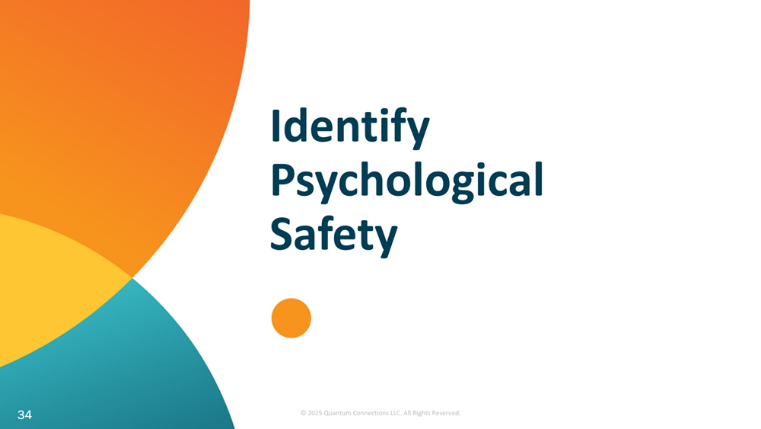 Identify
Psychological
Safety
34
© 2025 Quantum Connections LLC. All Rights Reserved.